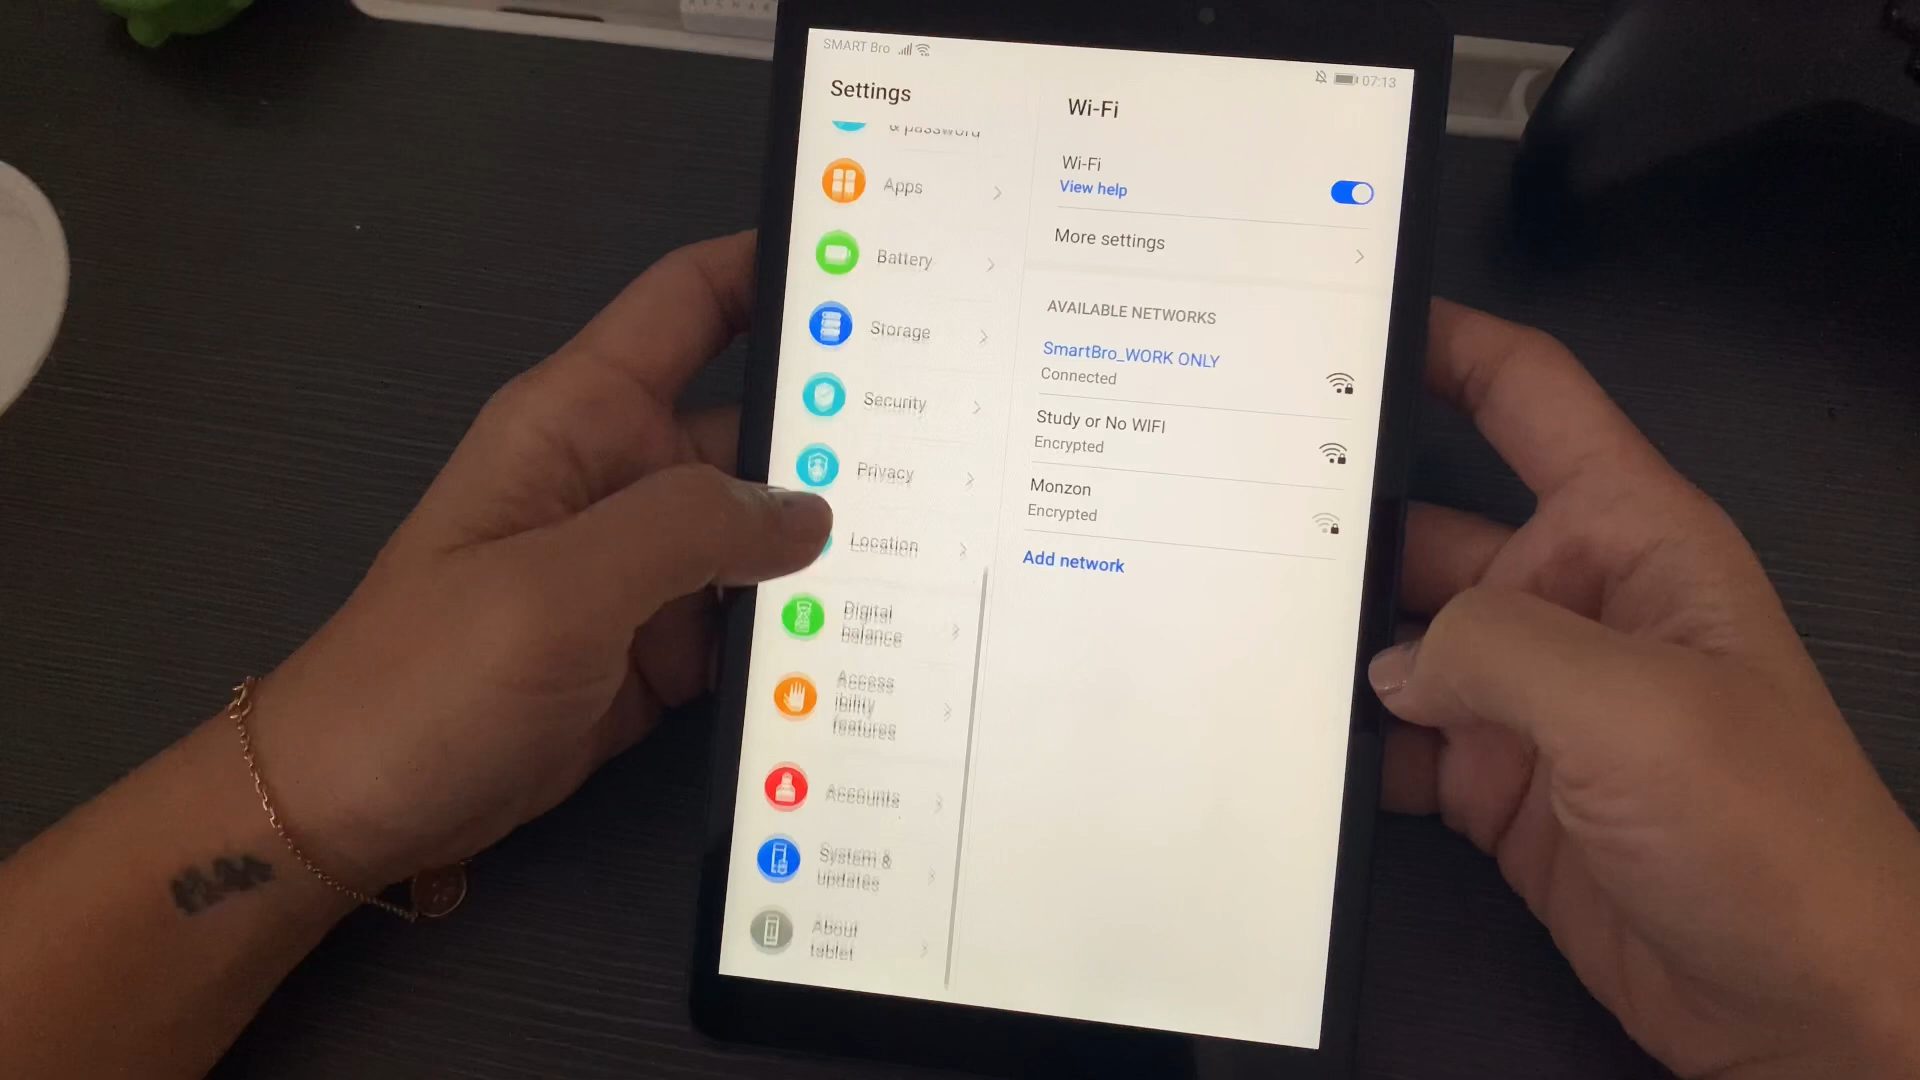 SMART Bro
07:13
Settings
& password
Apps
Battery
Storage
Security
Privacy
Location
Digital
balance
Access
ibility
features
Accounts
System &
updates
About
tablet
Wi-Fi
Wi-Fi
View help
More settings
AVAILABLE NETWORKS
SmartBro_WORK ONLY
Connected
Study or No WIFI
Encrypted
Monzon
Encrypted
Add network